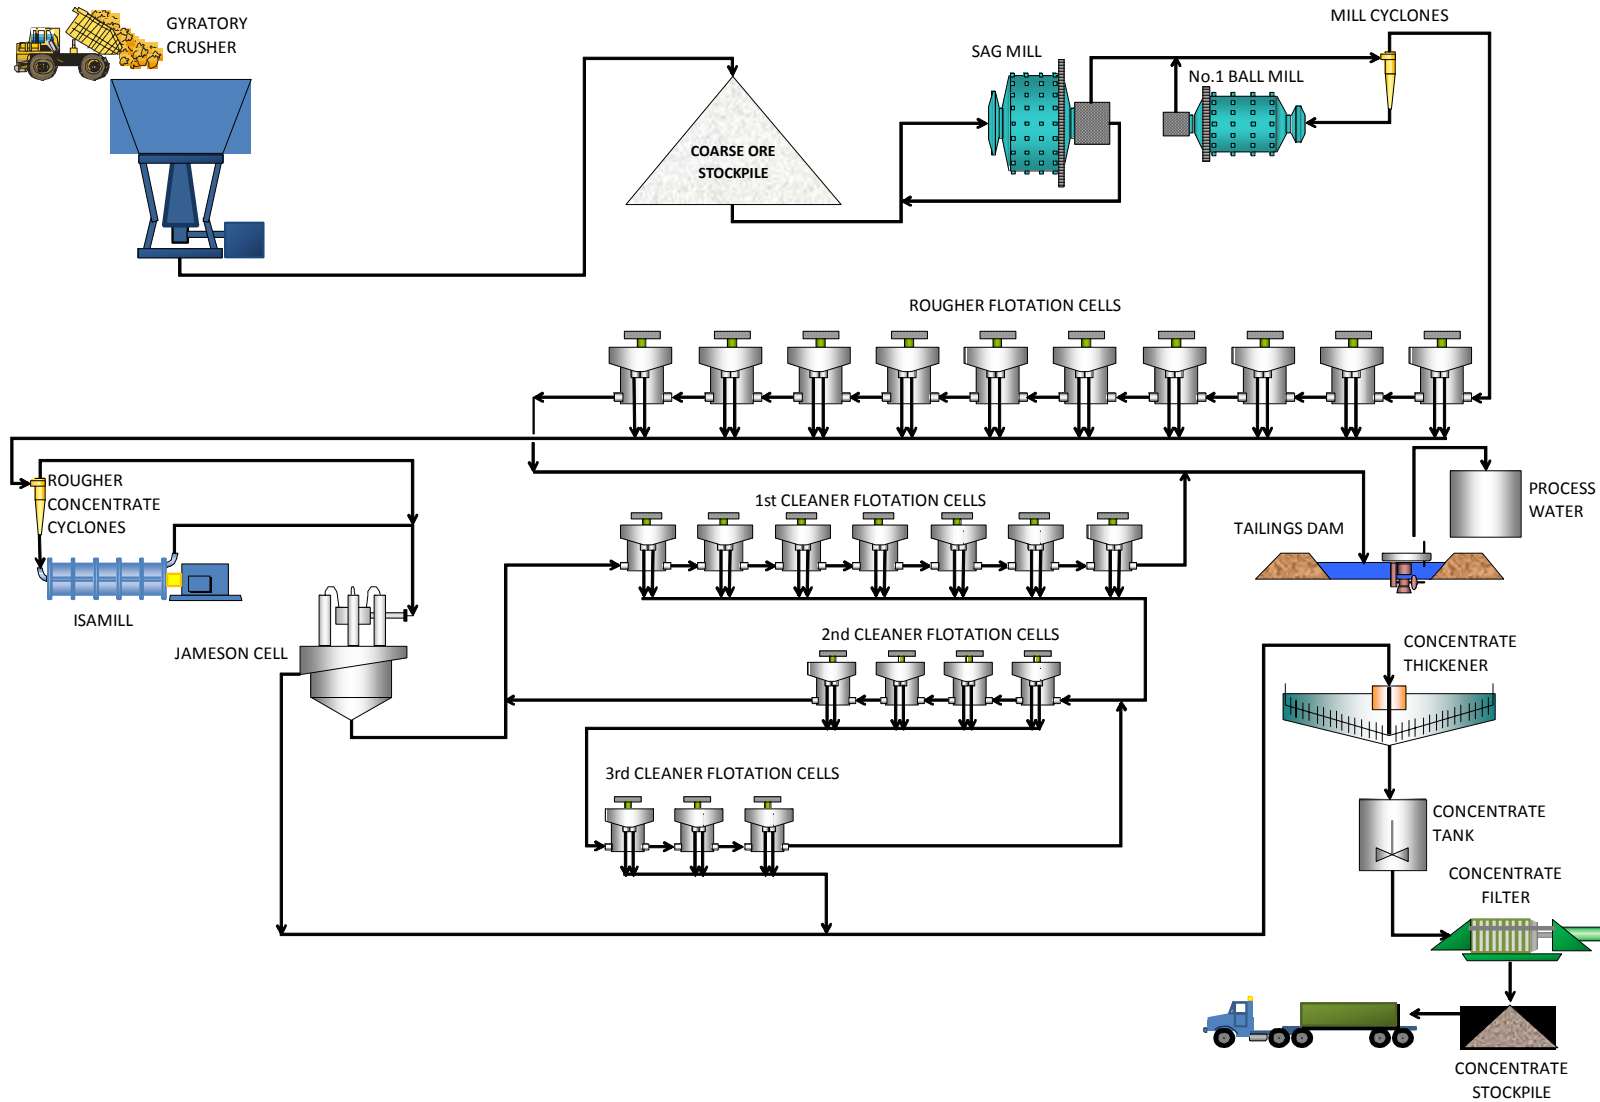 GYRATORY
CRUSHER
MILL CYCLONES
SAG MILL
No.1 BALL MILL
COARSE ORE
STOCKPILE
ROUGHER FLOTATION CELLS
ROUGHER
CONCENTRATE
CYCLONES
1st CLEANER FLOTATION CELLS
PROCESS
WATER
TAILINGS DAM
ISAMILL
JAMESON CELL
2nd CLEANER FLOTATION CELLS
CONCENTRATE
THICKENER
3rd CLEANER FLOTATION CELLS
CONCENTRATE
TANK
CONCENTRATE
FILTER
CONCENTRATE
STOCKPILE